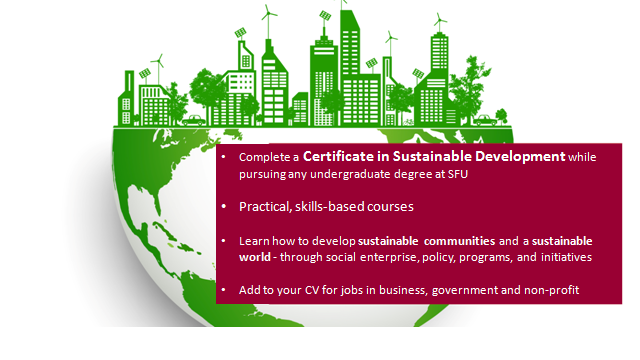 • Complete a Certificate in Sustainable Development while
pursuing any undergraduate degree at SFU
• Practical, skills-based courses
• Learn how to develop sustainable communities and a sustainable
world - through social enterprise, policy, programs, and initiatives
• Add to your CV for jobs in business, government and non-profit